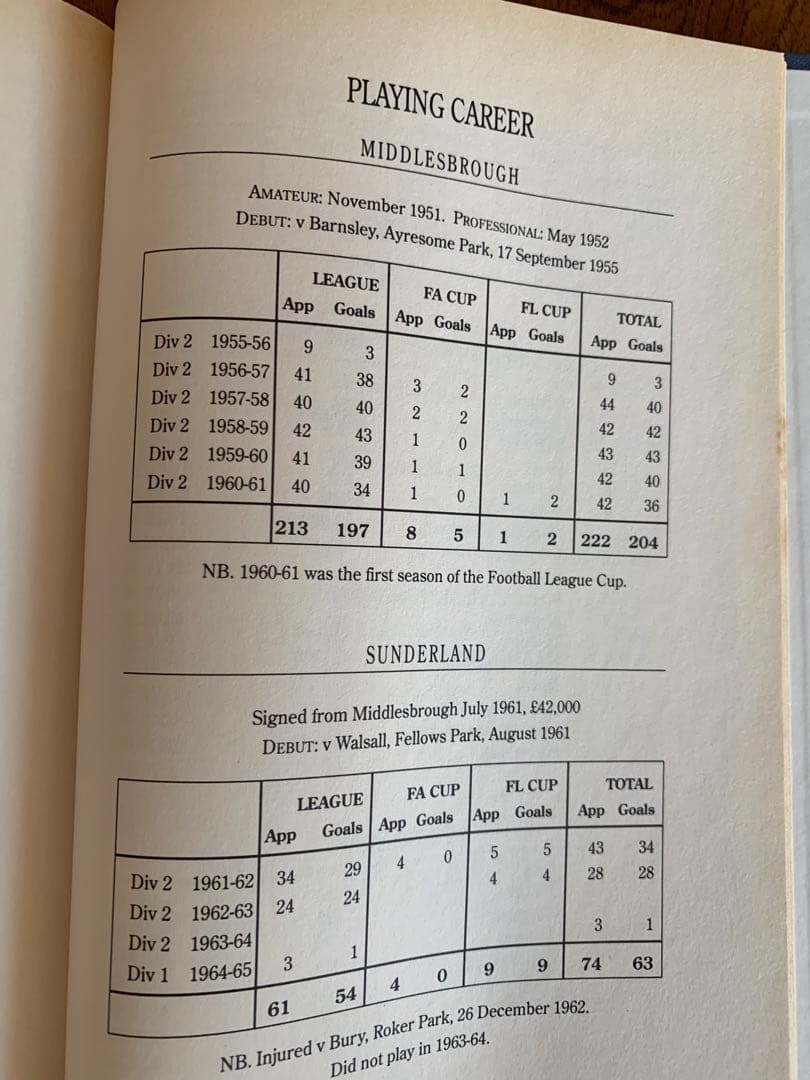 PLAYING CAREER
MIDDLESBROUGH
AMATEUR: November 1951. PROFESSIONAL: May 1952
DEBUT: v Barnsley, Ayresome Park, 17 September 1955
LEAGUE FA CUP FL CUP TOTAL
App Goals App Goals App Goals App Goals
Div 2 1955-56 9 3 9 3
Div 2 1956-57 41 38 3 2 44 40
Div 2 1957-58 40 40 2 2 42 42
Div 2 1958-59 42 43 1 0 43 43
Div 2 1959-60 41 39 1 1 42 40
Div 2 1960-61 40 34 1 0 1 2 42 36
213 197 8 5 1 2 222 204
NB. 1960-61 was the first season of the Football League Cup.
SUNDERLAND
Signed from Middlesbrough July 1961, £42,000
DEBUT: v Walsall, Fellows Park, August 1961
LEAGUE FA CUP FL CUP TOTAL
App Goals App Goals App Goals App Goals
Div 2 1961-62 34 29 4 0 5 5 43 34
Div 2 1962-63 24 24 4 4 28 28
Div 2 1963-64
Div 1 1964-65 3 1 3 1
61 54 4 0 9 9 74 63
NB. Injured v Bury, Roker Park, 26 December 1962.
Did not play in 1963-64.